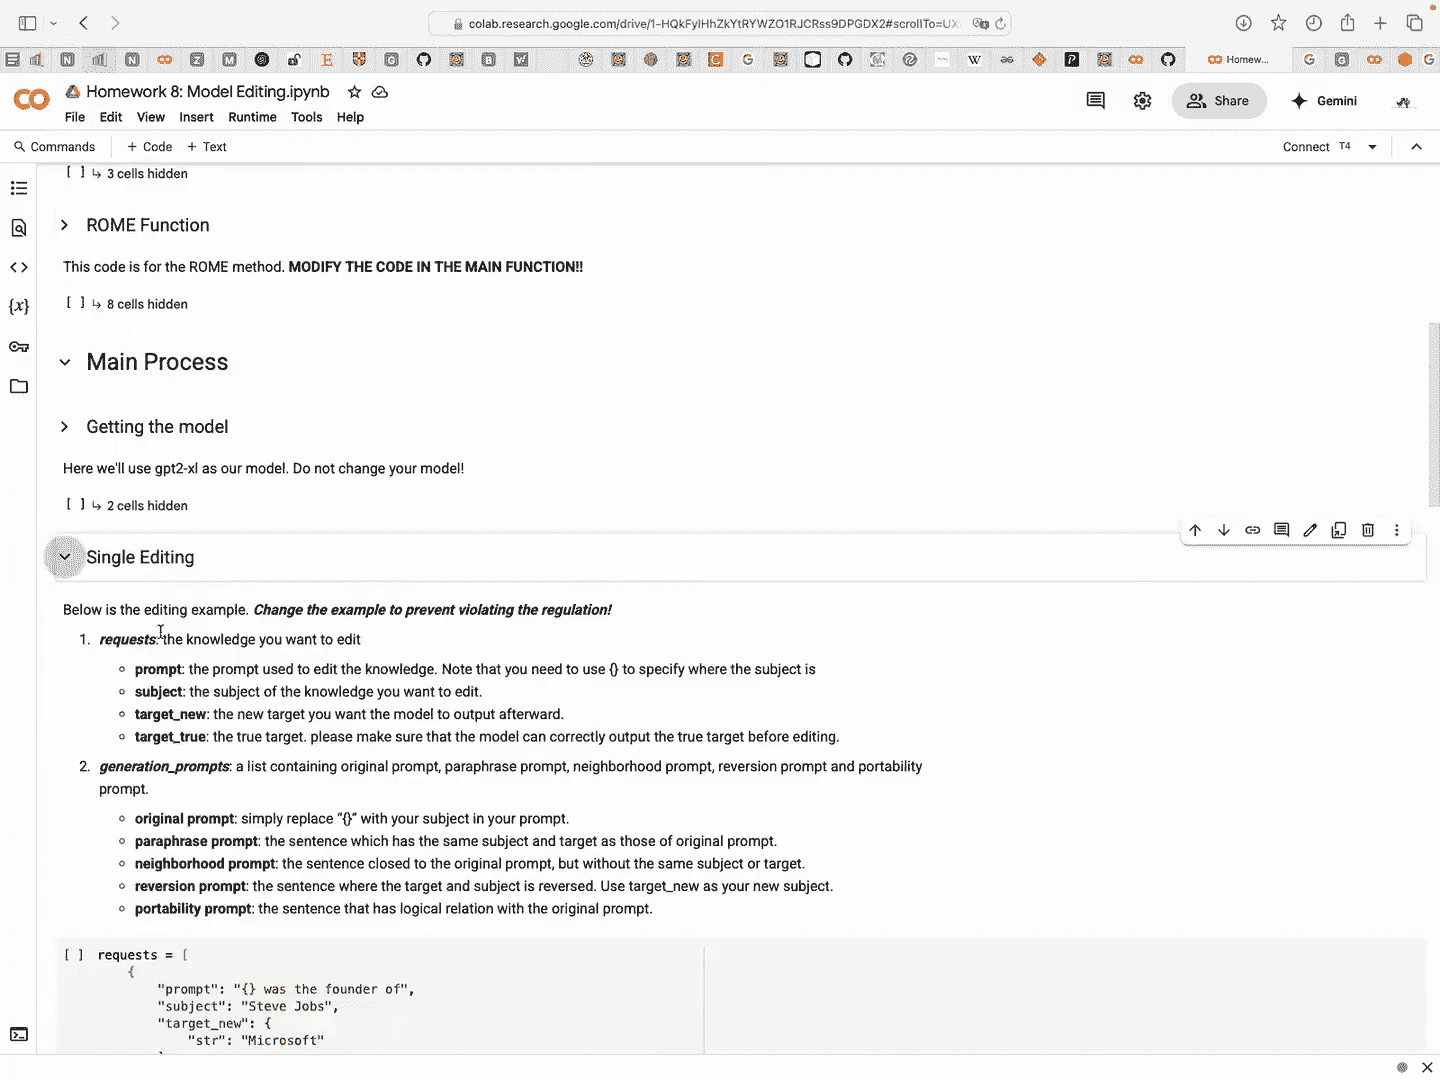 colab.research.google.com/drive/1-HQkFyIHhZkYtRYWZO1RJCRss9DPGDX2#scrollTo=UX
Homew...
Homework 8: Model Editing.ipynb
File Edit View Insert Runtime Tools Help
Share
Gemini
Commands + Code + Text
Connect T4
[ ] ↳ 3 cells hidden
ROME Function
This code is for the ROME method. MODIFY THE CODE IN THE MAIN FUNCTION!!
[ ] ↳ 8 cells hidden
Main Process
Getting the model
Here we'll use gpt2-xl as our model. Do not change your model!
[ ] ↳ 2 cells hidden
Single Editing
Below is the editing example. Change the example to prevent violating the regulation!
1. requests: the knowledge you want to edit
prompt: the prompt used to edit the knowledge. Note that you need to use {} to specify where the subject is
subject: the subject of the knowledge you want to edit.
target_new: the new target you want the model to output afterward.
target_true: the true target. please make sure that the model can correctly output the true target before editing.
2. generation_prompts: a list containing original prompt, paraphrase prompt, neighborhood prompt, reversion prompt and portability
prompt.
original prompt: simply replace “{}” with your subject in your prompt.
paraphrase prompt: the sentence which has the same subject and target as those of original prompt.
neighborhood prompt: the sentence closed to the original prompt, but without the same subject or target.
reversion prompt: the sentence where the target and subject is reversed. Use target_new as your new subject.
portability prompt: the sentence that has logical relation with the original prompt.
[ ] requests = [
{
"prompt": "{} was the founder of",
"subject": "Steve Jobs",
"target_new": {
"str": "Microsoft"